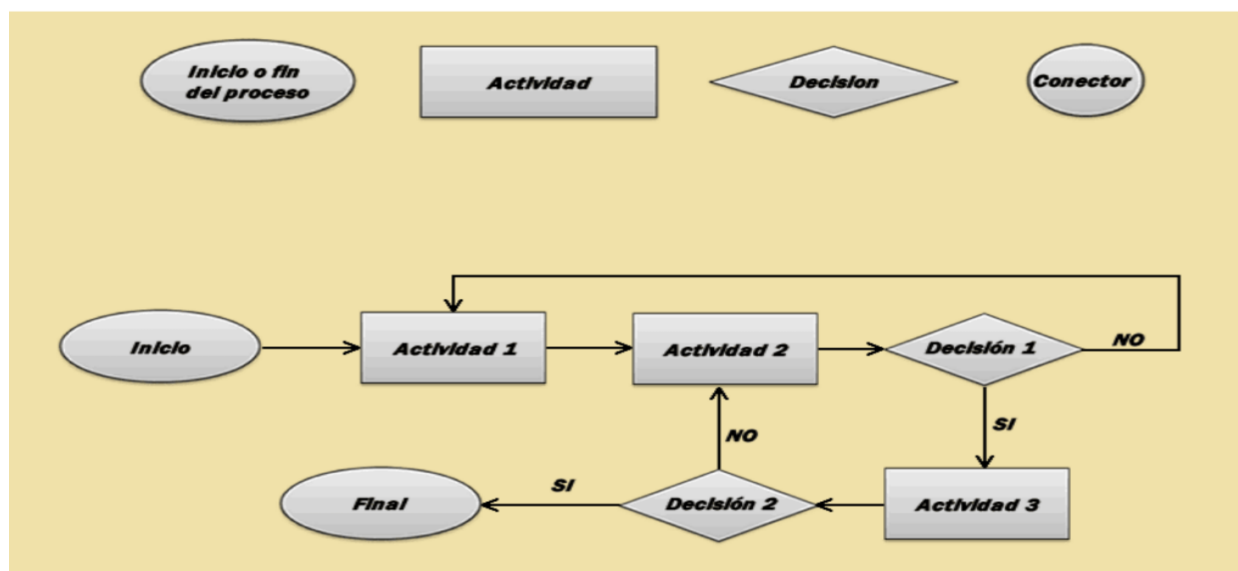 Inicio o fin
del proceso
Actividad
Decision
Conector
Inicio
Actividad 1
Actividad 2
Decisión 1
NO
SI
NO
SI
Final
Decisión 2
Actividad 3